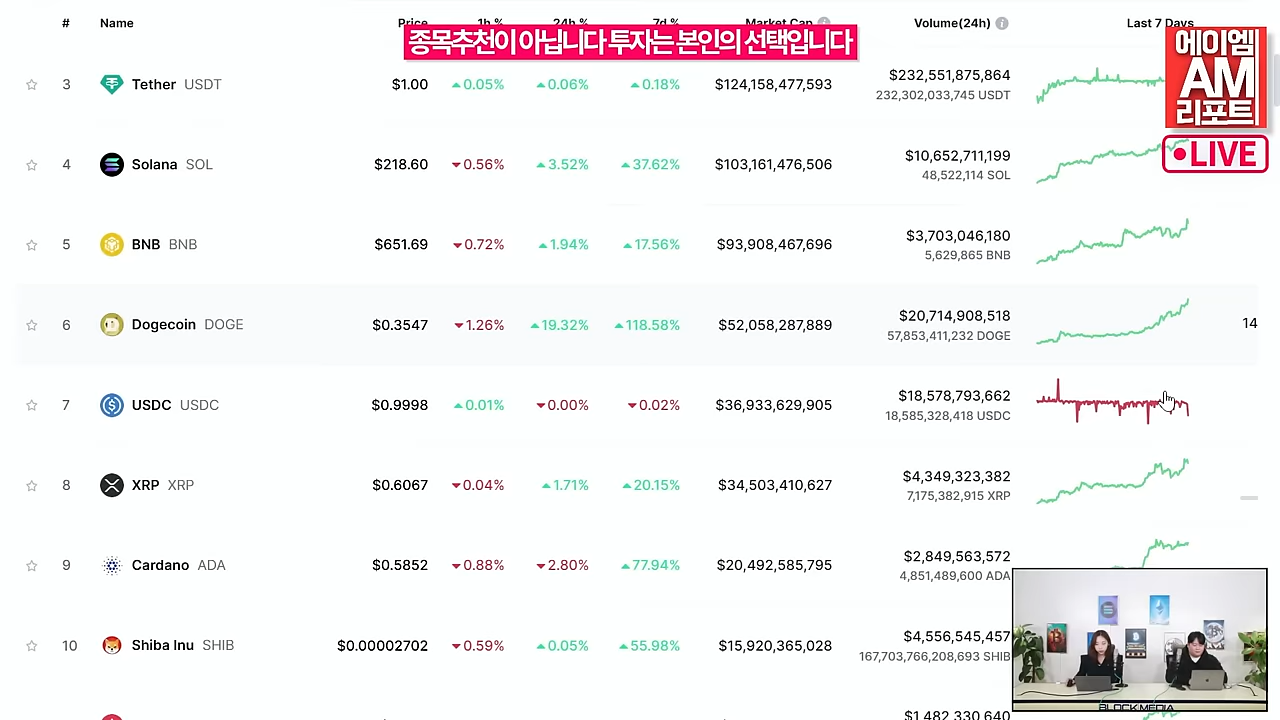 # Name Price 1h % 24h % 7d % Market Cap Volume(24h) Last 7 Days
종목추천이 아닙니다 투자는 본인의 선택입니다
에이엠
AM
리포트
LIVE
3 Tether USDT $1.00 0.05% 0.06% 0.18% $124,158,477,593 $232,551,875,864
232,302,033,745 USDT
4 Solana SOL $218.60 0.56% 3.52% 37.62% $103,161,476,506 $10,652,711,199
48,522,114 SOL
5 BNB BNB $651.69 0.72% 1.94% 17.56% $93,908,467,696 $3,703,046,180
5,629,865 BNB
6 Dogecoin DOGE $0.3547 1.26% 19.32% 118.58% $52,058,287,889 $20,714,908,518
57,853,411,232 DOGE
14
7 USDC USDC $0.9998 0.01% 0.00% 0.02% $36,933,629,905 $18,578,793,662
18,585,328,418 USDC
8 XRP XRP $0.6067 0.04% 1.71% 20.15% $34,503,410,627 $4,349,323,382
7,175,382,915 XRP
9 Cardano ADA $0.5852 0.88% 2.80% 77.94% $20,492,585,795 $2,849,563,572
4,851,489,600 ADA
10 Shiba Inu SHIB $0.00002702 0.59% 0.05% 55.98% $15,920,365,028 $4,556,545,457
167,703,766,208,693 SHIB
$1,482,330,640
BLOCKMEDIA